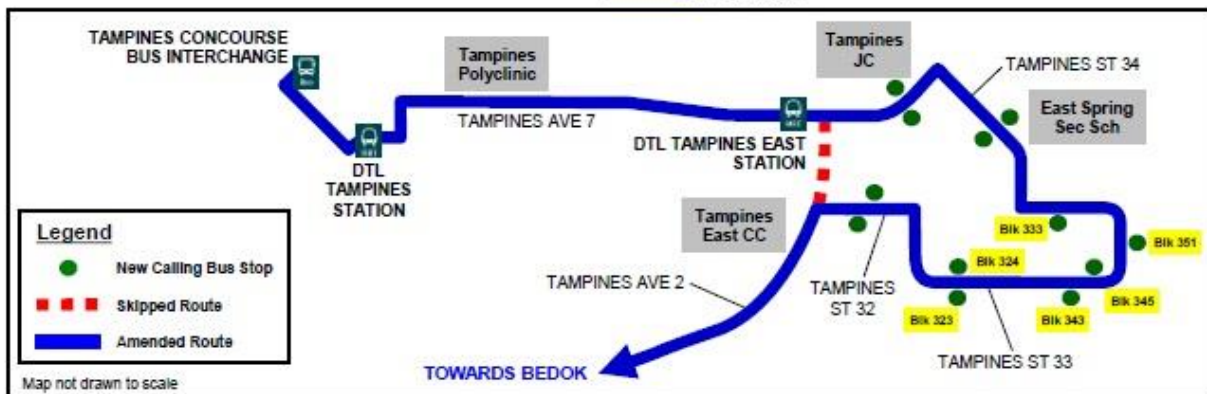 TAMPINES CONCOURSE
BUS INTERCHANGE
Tampines
Polyclinic
TAMPINES AVE 7
DTL
TAMPINES
STATION
DTL TAMPINES EAST
STATION
Tampines
JC
TAMPINES ST 34
East Spring
Sec Sch
Tampines
East CC
Blk 333
Blk 351
Blk 324
Blk 345
Blk 323
Blk 343
TAMPINES
ST 32
TAMPINES AVE 2
TAMPINES ST 33
TOWARDS BEDOK
Legend
New Calling Bus Stop
Skipped Route
Amended Route
Map not drawn to scale